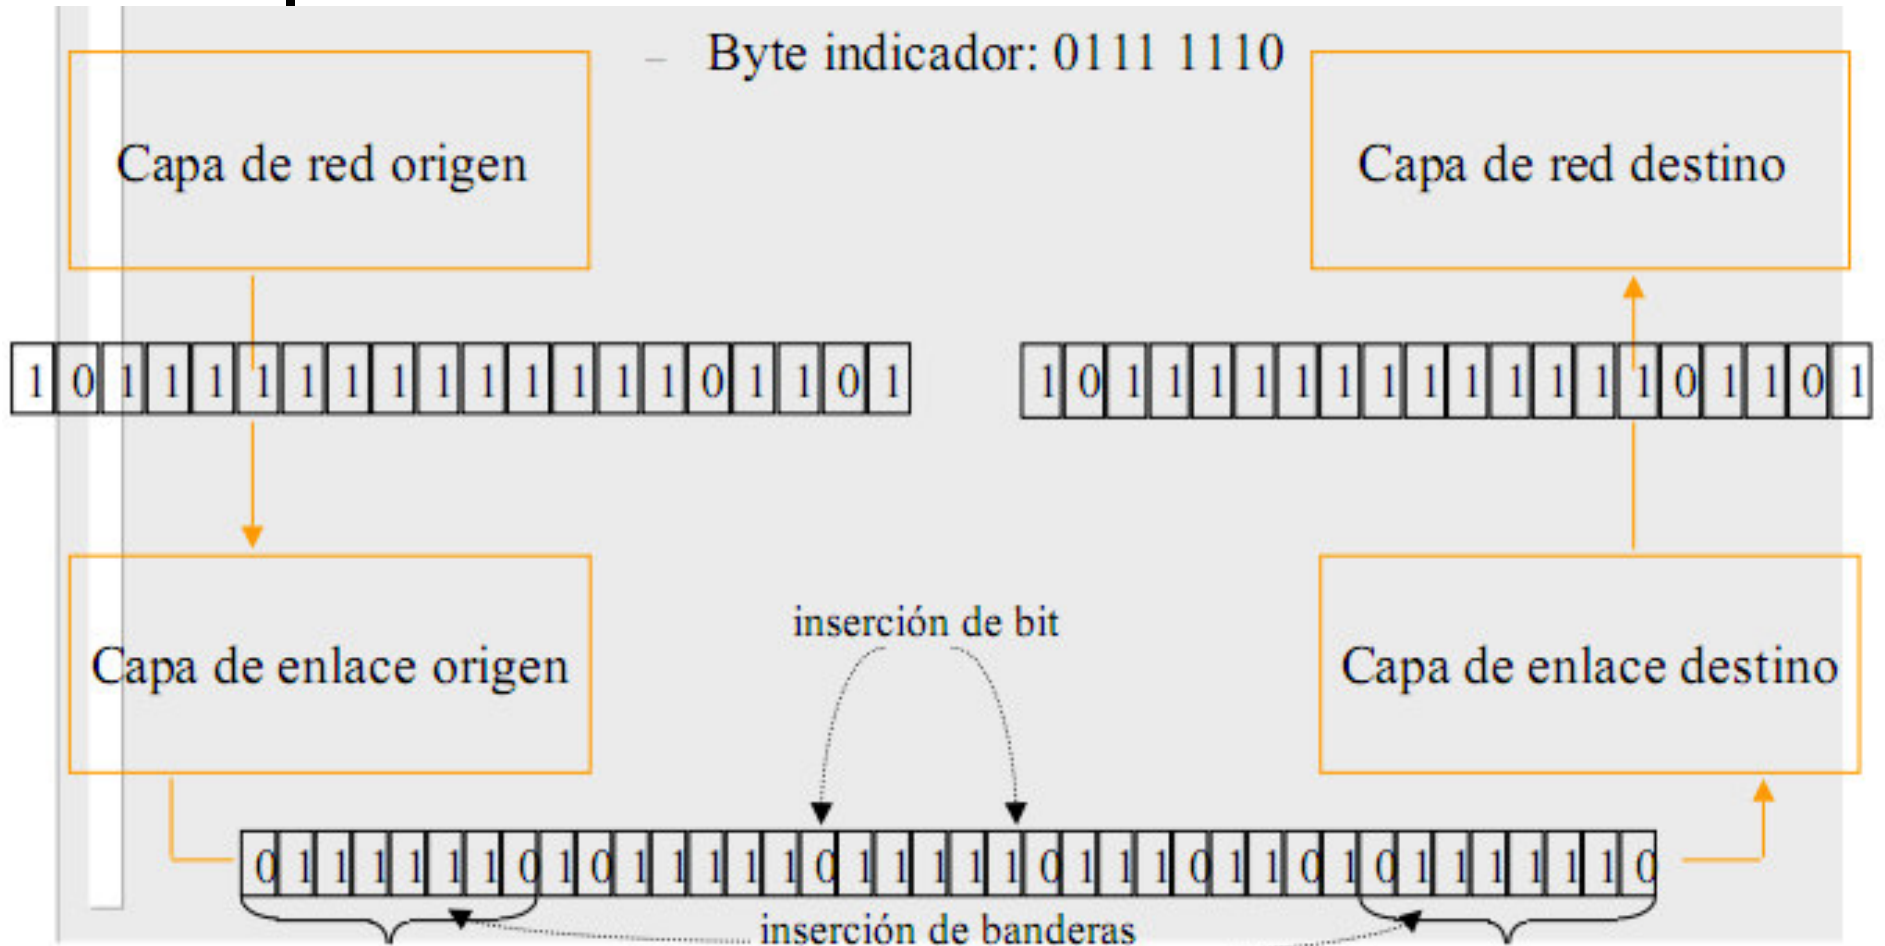 – Byte indicador: 0111 1110
Capa de red origen
Capa de red destino
1 0 1 1 1 1 1 1 1 1 1 1 1 1 1 0 1 1 0 1
1 0 1 1 1 1 1 1 1 1 1 1 1 1 1 0 1 1 0 1
inserción de bit
Capa de enlace origen
Capa de enlace destino
0 1 1 1 1 1 1 0 1 0 1 1 1 1 1 0 1 1 1 1 1 0 1 1 1 0 1 1 0 1 0 1 1 1 1 1 1 0
inserción de banderas